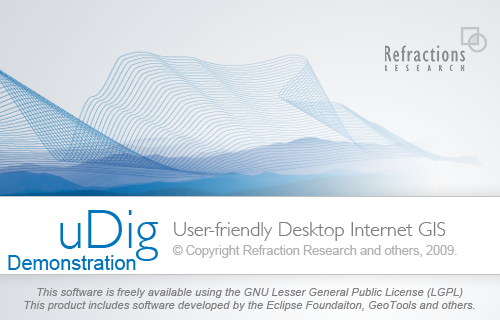 Refractions
RESEARCH
uDig
User-friendly Desktop Internet GIS
© Copyright Refraction Research and others, 2009.
Demonstration
This software is freely available using the GNU Lesser General Public License (LGPL)
This product includes software developed by the Eclipse Foundaiton, GeoTools and others.